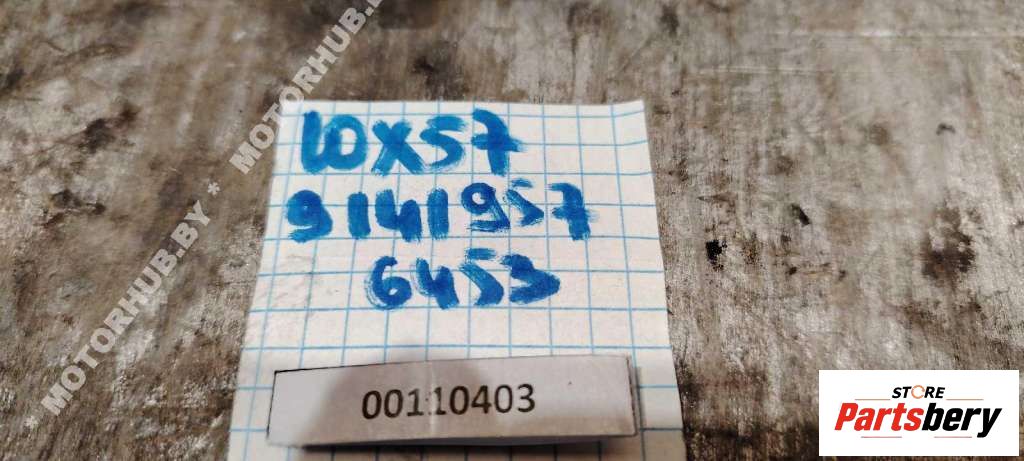 MOTORHUB.BY * MOTORHUB.BY *
10X57
9141957
6453
00110403
STORE
Partsbery